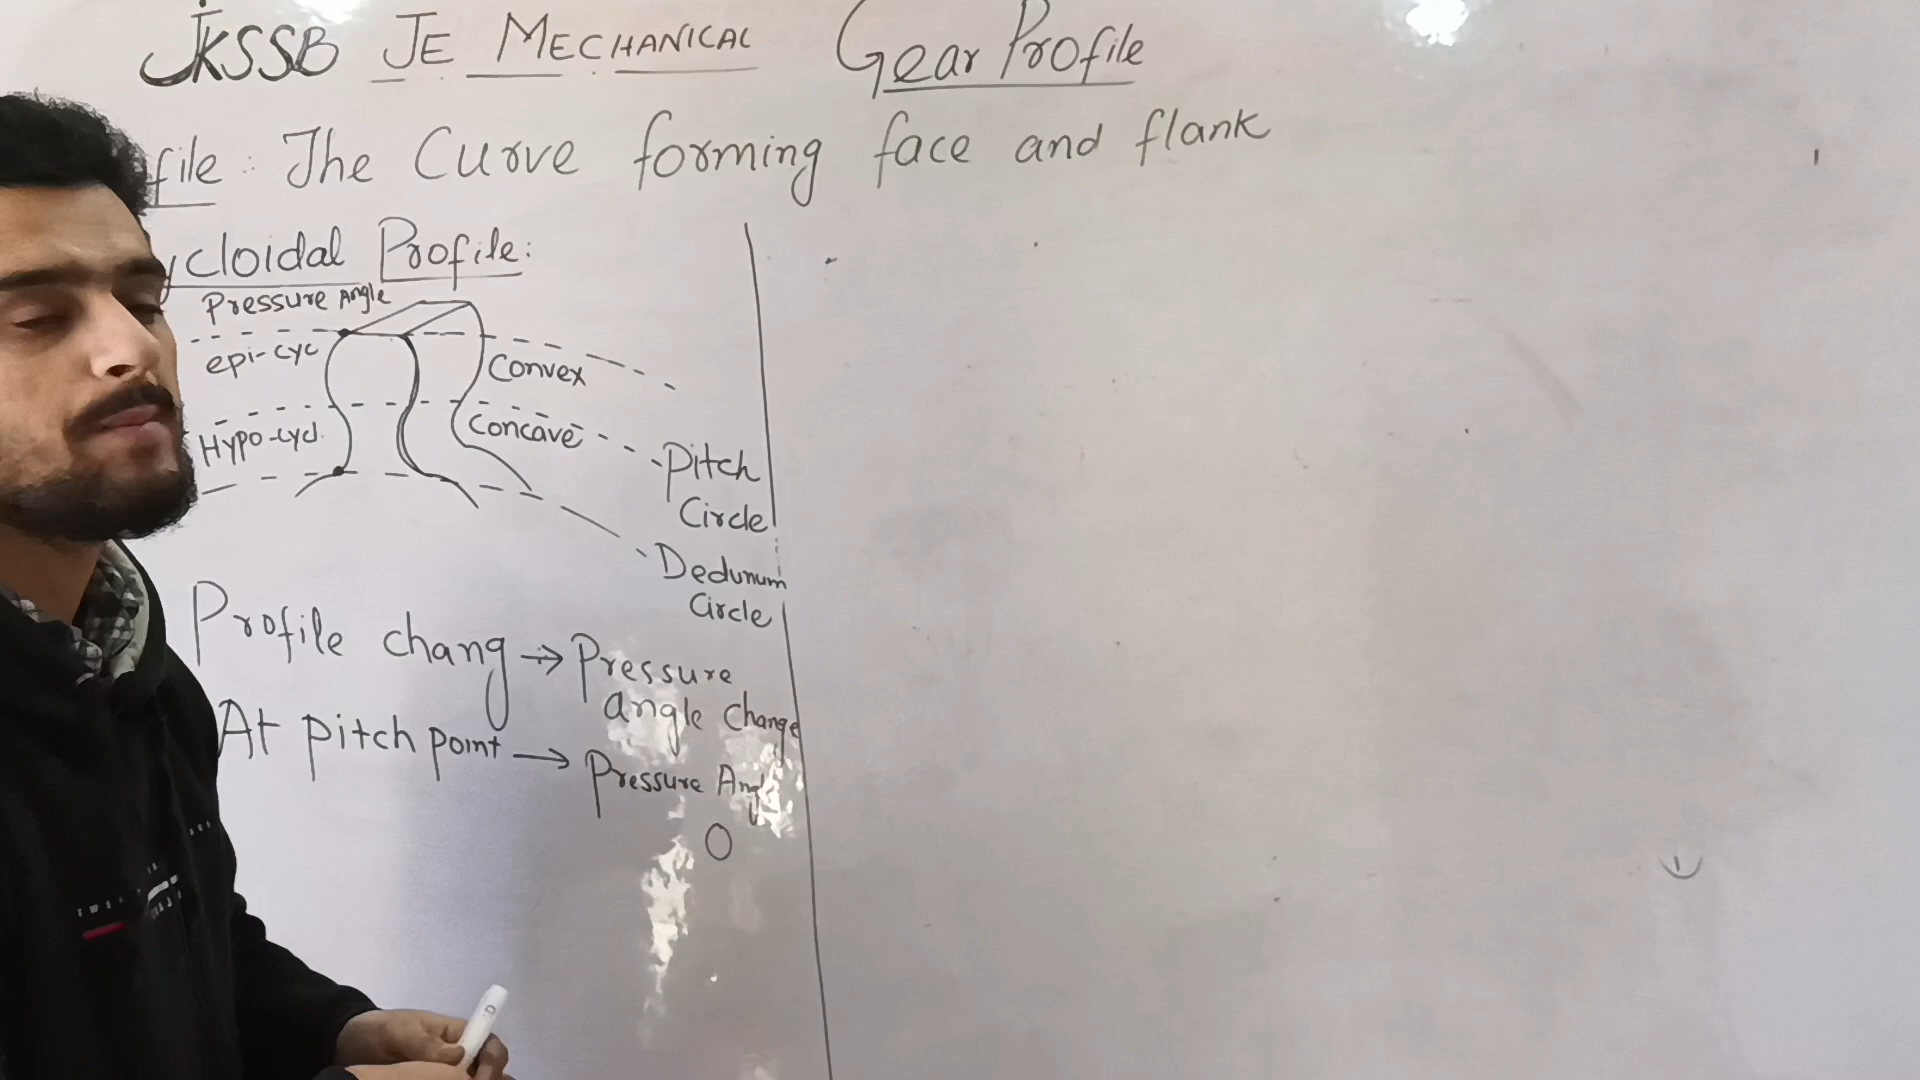 JKSSB JE MECHANICAL Gear Profile
file : The Curve forming face and flank
ycloidal Profile:
Pressure Angle
epi-cyc
Convex
Hypo-cycl.
Concave
Pitch
Circle
Dedunum
Circle
Profile chang → Pressure
angle Change
At pitch point → Pressure Angle
0